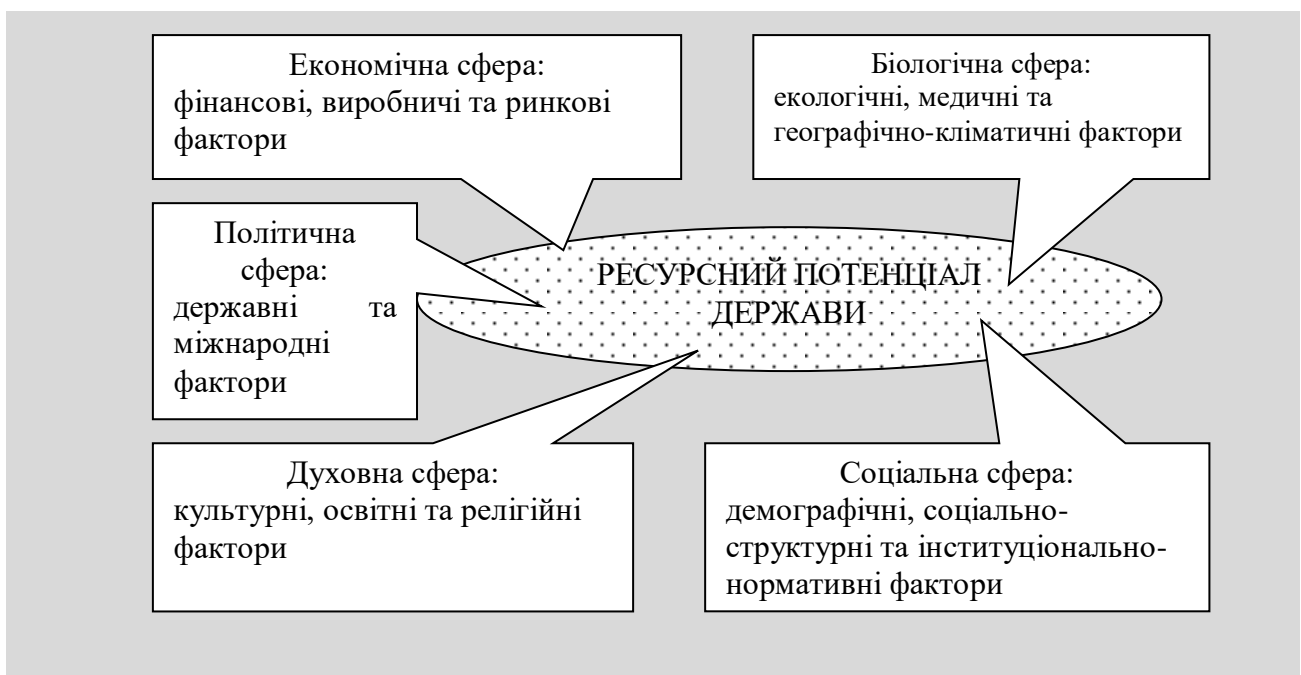 Економічна сфера:
фінансові, виробничі та ринкові
фактори
Біологічна сфера:
екологічні, медичні та
географічно-кліматичні фактори
Політична
сфера:
державні та
міжнародні
фактори
РЕСУРСНИЙ ПОТЕНЦІАЛ
ДЕРЖАВИ
Духовна сфера:
культурні, освітні та релігійні
фактори
Соціальна сфера:
демографічні, соціально-
структурні та інституціонально-
нормативні фактори